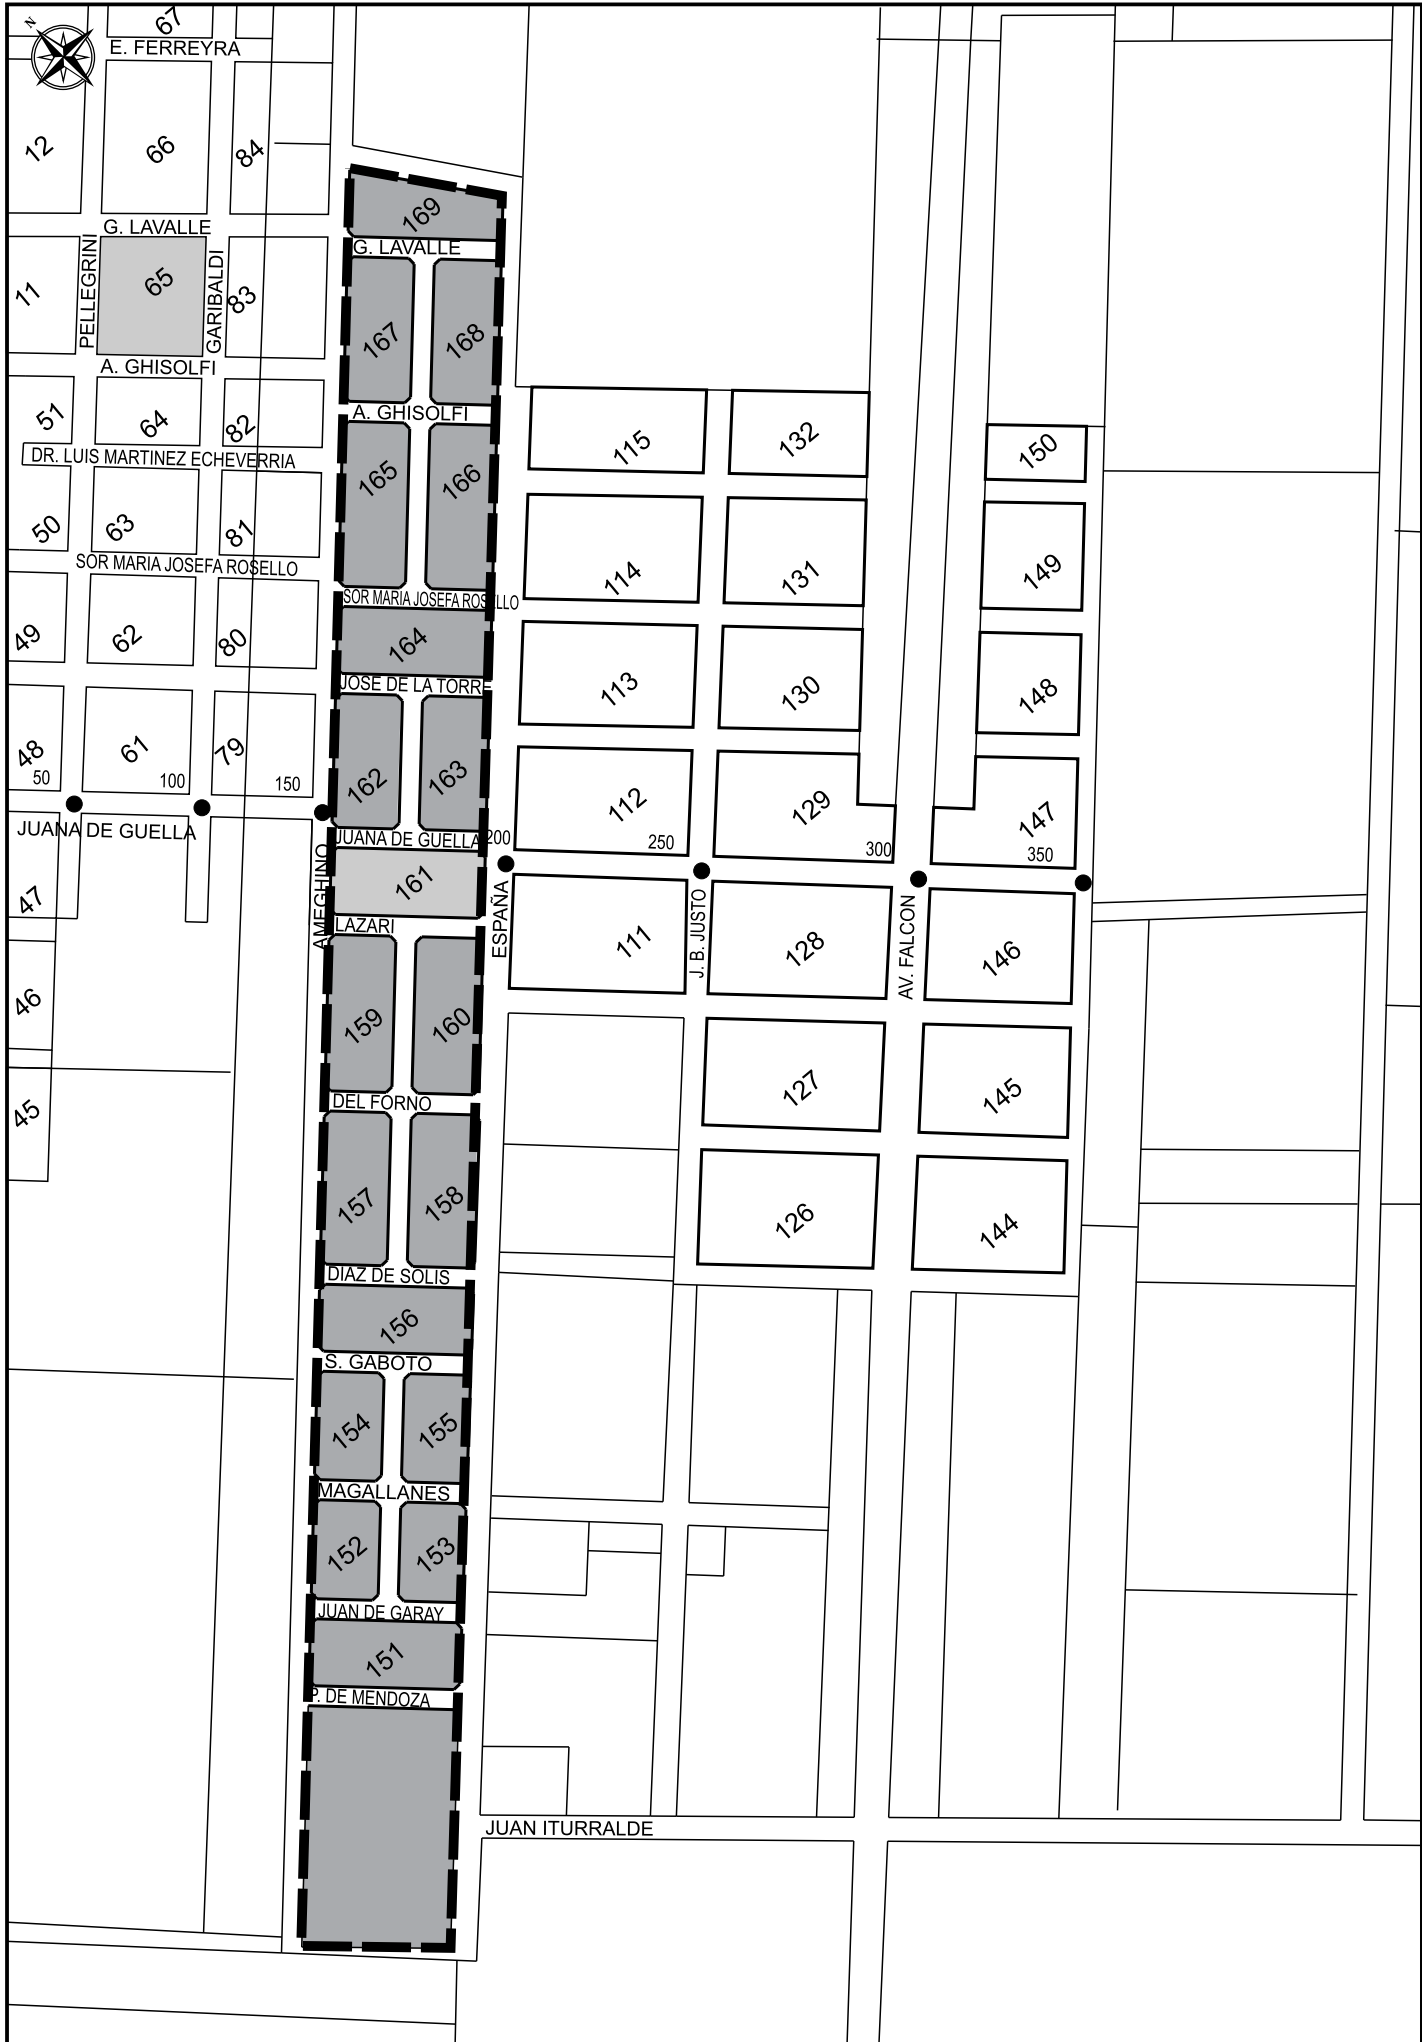 N
67
E. FERREYRA
12
66
84
169
G. LAVALLE
G. LAVALLE
PELLEGRINI
65
GARIBALDI
11
83
167
168
A. GHISOLFI
A. GHISOLFI
51
64
82
115
132
150
DR. LUIS MARTINEZ ECHEVERRIA
165
166
50
63
81
114
131
149
SOR MARIA JOSEFA ROSELLO
SOR MARIA JOSEFA ROSELLO
49
62
80
164
113
130
148
JOSE DE LA TORRE
48
61
79
162
163
112
129
147
50
100
150
200
250
300
350
JUANA DE GUELLA
JUANA DE GUELLA
AMEGHINO
161
ESPAÑA
J. B. JUSTO
AV. FALCON
47
LAZARI
111
128
146
46
159
160
127
145
45
DEL FORNO
157
158
126
144
DIAZ DE SOLIS
156
S. GABOTO
154
155
MAGALLANES
152
153
JUAN DE GARAY
151
P. DE MENDOZA
JUAN ITURRALDE